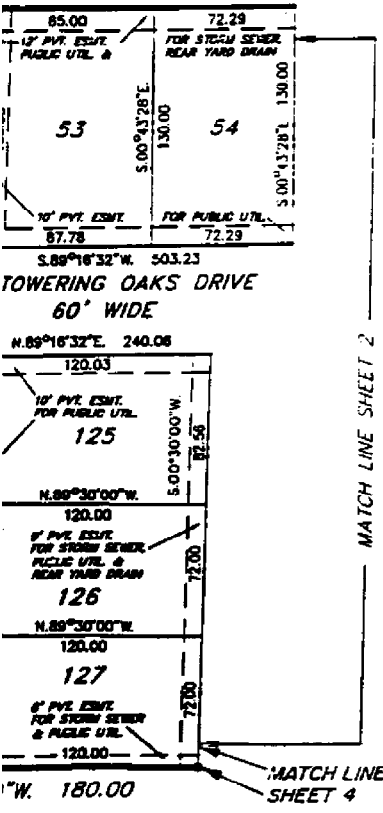 85.00 72.29
12' PVT. ESMT. FOR STORM SEWER,
PUBLIC UTIL. & REAR YARD DRAIN
53 S.00°43'28"E. 130.00 54 S.00°43'28"E. 130.00
10' PVT. ESMT. FOR PUBLIC UTIL.
87.78 72.29
S.89°16'32"W. 503.23
TOWERING OAKS DRIVE
60' WIDE
N.89°16'32"E. 240.06
120.03
10' PVT. ESMT.
FOR PUBLIC UTIL.
125
S.00°30'00"W. 82.56
MATCH LINE SHEET 2
N.89°30'00"W.
120.00
6' PVT. ESMT.
FOR STORM SEWER,
PUBLIC UTIL. &
REAR YARD DRAIN
72.00
126
N.89°30'00"W.
120.00
127
72.00
6' PVT. ESMT.
FOR STORM SEWER
& PUBLIC UTIL.
120.00
"W. 180.00
MATCH LINE
SHEET 4